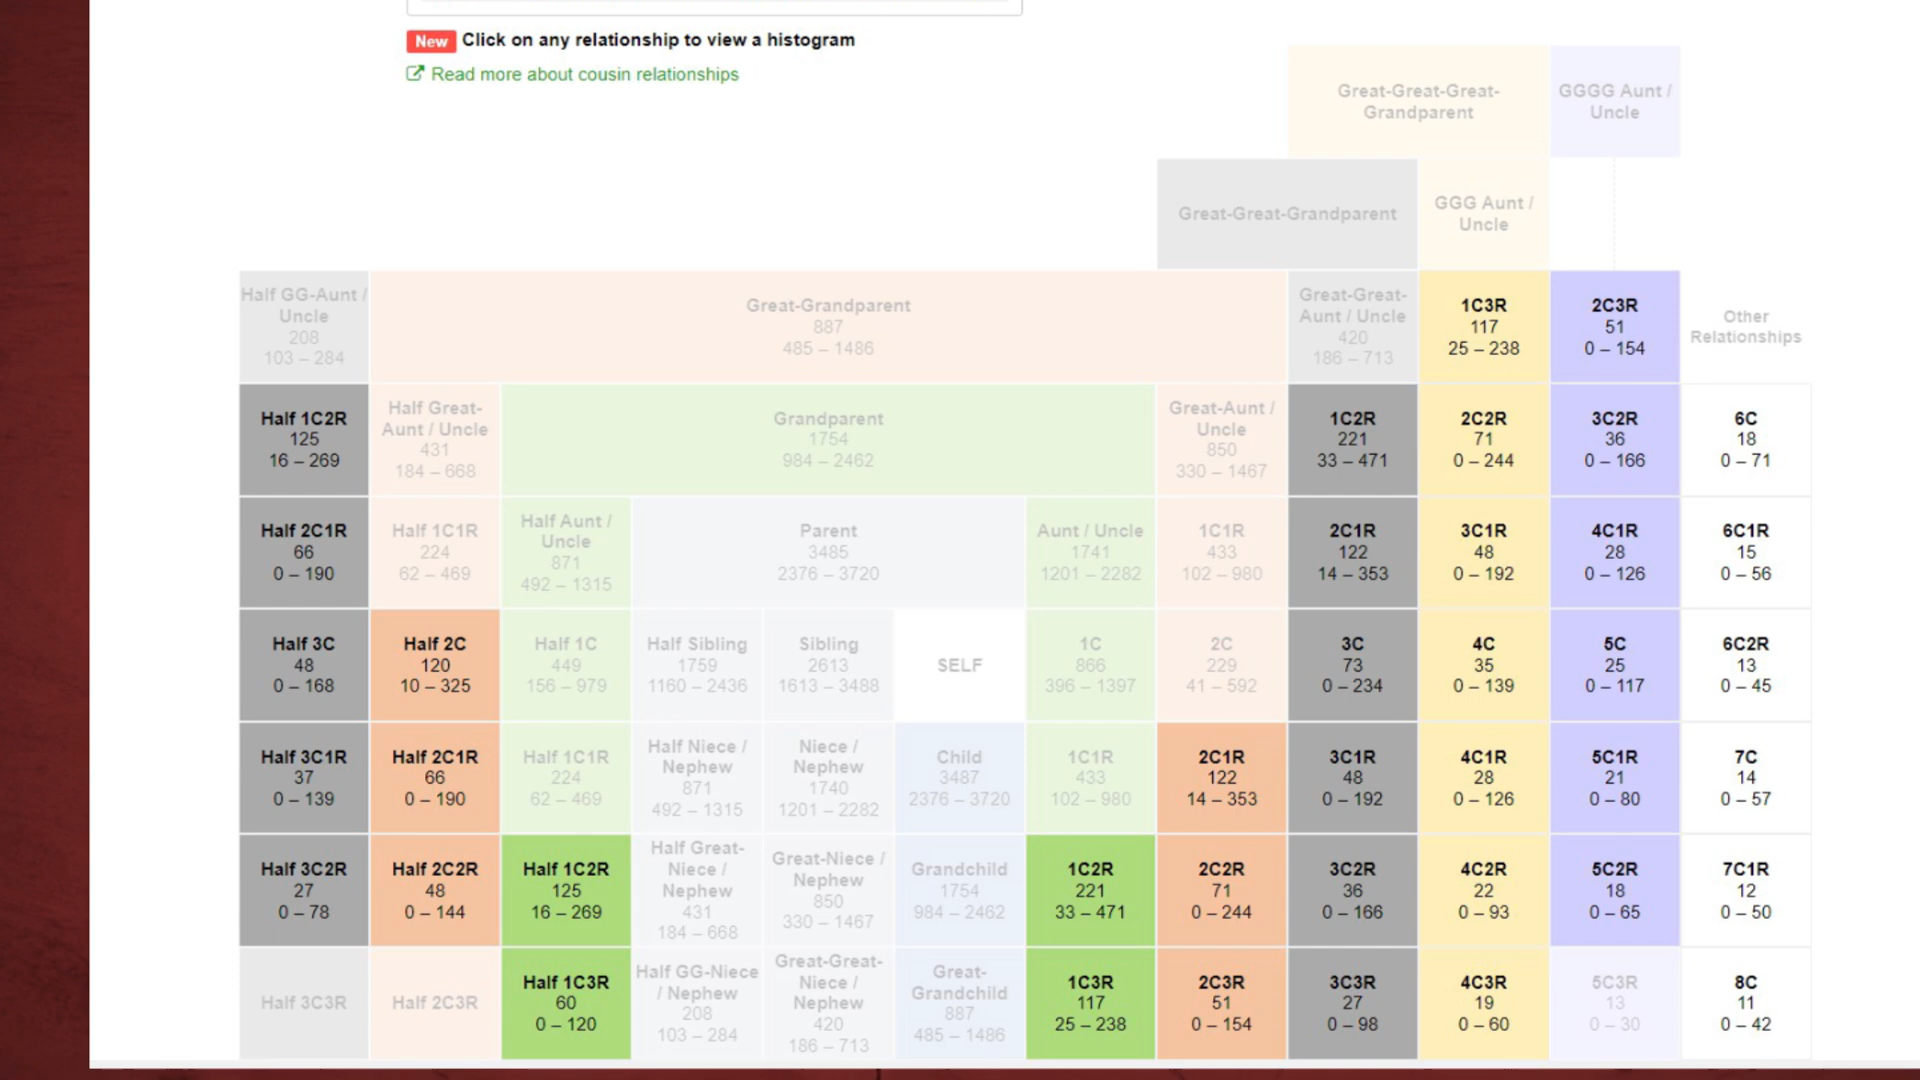 New Click on any relationship to view a histogram
Read more about cousin relationships
Great-Great-Great-
Grandparent
GGGG Aunt /
Uncle
Great-Great-Grandparent
GGG Aunt /
Uncle
Half GG-Aunt /
Uncle
208
103 – 284
Great-Grandparent
887
485 – 1486
Great-Great-
Aunt / Uncle
420
186 – 713
1C3R
117
25 – 238
2C3R
51
0 – 154
Other
Relationships
Half 1C2R
125
16 – 269
Half Great-
Aunt / Uncle
431
184 – 668
Grandparent
1754
984 – 2462
Great-Aunt /
Uncle
850
330 – 1467
1C2R
221
33 – 471
2C2R
71
0 – 244
3C2R
36
0 – 166
6C
18
0 – 71
Half 2C1R
66
0 – 190
Half 1C1R
224
62 – 469
Half Aunt /
Uncle
871
492 – 1315
Parent
3485
2376 – 3720
Aunt / Uncle
1741
1201 – 2282
1C1R
433
102 – 980
2C1R
122
14 – 353
3C1R
48
0 – 192
4C1R
28
0 – 126
6C1R
15
0 – 56
Half 3C
48
0 – 168
Half 2C
120
10 – 325
Half 1C
449
156 – 979
Half Sibling
1759
1160 – 2436
Sibling
2613
1613 – 3488
SELF
1C
866
396 – 1397
2C
229
41 – 592
3C
73
0 – 234
4C
35
0 – 139
5C
25
0 – 117
6C2R
13
0 – 45
Half 3C1R
37
0 – 139
Half 2C1R
66
0 – 190
Half 1C1R
224
62 – 469
Half Niece /
Nephew
871
492 – 1315
Niece /
Nephew
1740
1201 – 2282
Child
3487
2376 – 3720
1C1R
433
102 – 980
2C1R
122
14 – 353
3C1R
48
0 – 192
4C1R
28
0 – 126
5C1R
21
0 – 80
7C
14
0 – 57
Half 3C2R
27
0 – 78
Half 2C2R
48
0 – 144
Half 1C2R
125
16 – 269
Half Great-
Niece /
Nephew
431
184 – 668
Great-Niece /
Nephew
850
330 – 1467
Grandchild
1754
984 – 2462
1C2R
221
33 – 471
2C2R
71
0 – 244
3C2R
36
0 – 166
4C2R
22
0 – 93
5C2R
18
0 – 65
7C1R
12
0 – 50
Half 3C3R
Half 2C3R
Half 1C3R
60
0 – 120
Half GG-Niece
/ Nephew
208
103 – 284
Great-Great-
Niece /
Nephew
420
186 – 713
Great-
Grandchild
887
485 – 1486
1C3R
117
25 – 238
2C3R
51
0 – 154
3C3R
27
0 – 98
4C3R
19
0 – 60
5C3R
13
0 – 30
8C
11
0 – 42